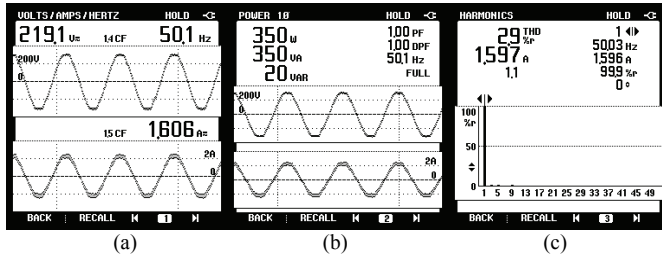 VOLTS/AMPS/HERTZ HOLD
219.1 V≂ 1.4 CF 50.1 Hz
200V
0
1.5 CF 1.606 A≂
2A
0
BACK RECALL 1
(a)
POWER 1Ø HOLD
350 W 1.00 PF
350 VA 1.00 DPF
50.1 Hz
20 VAR FULL
200V
0
2A
0
BACK RECALL 2
(b)
HARMONICS HOLD
2.9 THD %r 1
50.03 Hz
1.597 A 1.596 A
1.1 99.9 %r
0 °
100
%r
50
0
1 5 9 13 17 21 25 29 33 37 41 45 49
BACK RECALL 3
(c)